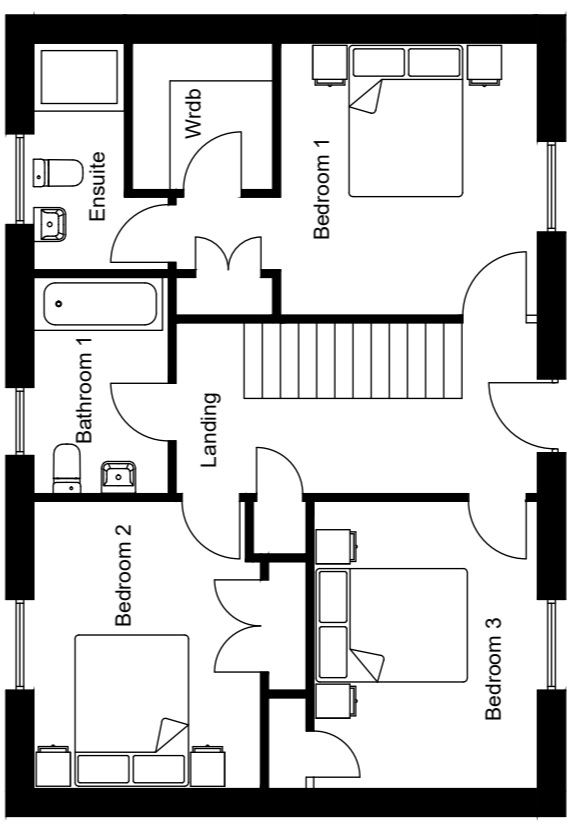 Wrdb
Bedroom 1
Ensuite
Bathroom 1
Landing
Bedroom 2
Bedroom 3